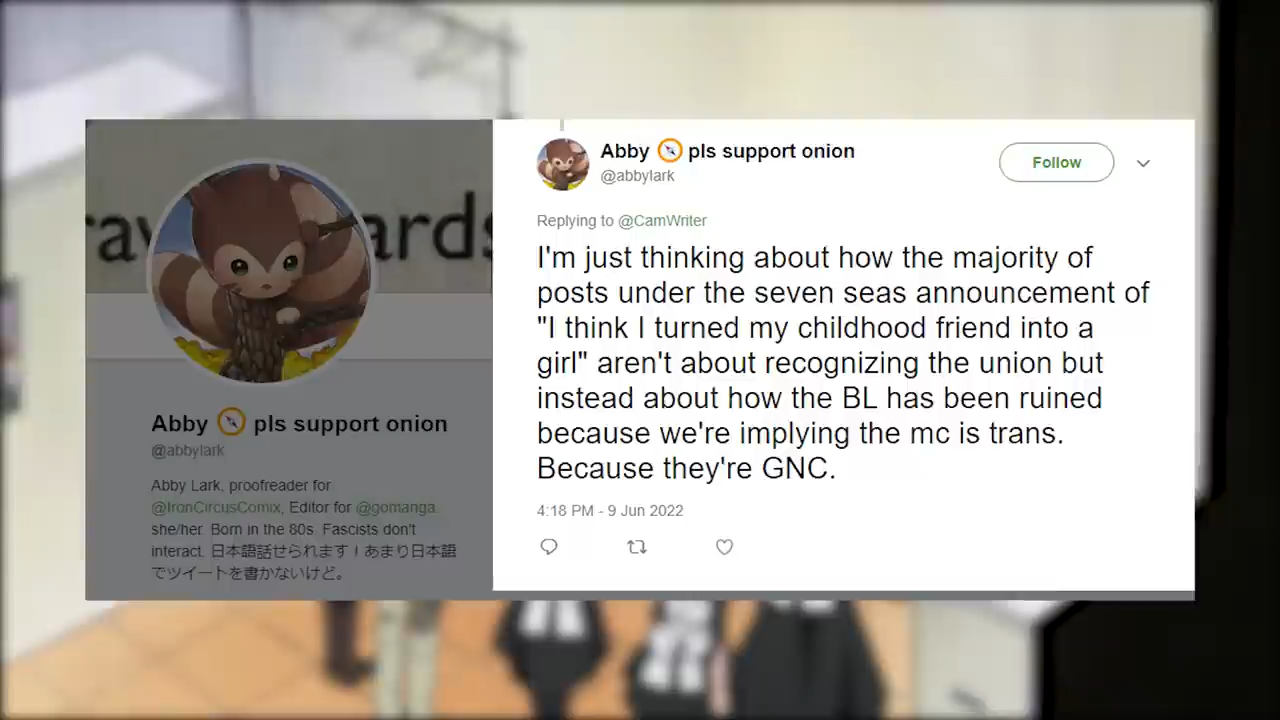 Abby pls support onion
@abbylark
Abby Lark, proofreader for
@IronCircusComix, Editor for @gomanga.
she/her. Born in the 80s. Fascists don't
interact. 日本語話せられます！あまり日本語
でツイートを書かないけど。
Abby pls support onion
@abbylark
Follow
Replying to @CamWriter
I'm just thinking about how the majority of
posts under the seven seas announcement of
"I think I turned my childhood friend into a
girl" aren't about recognizing the union but
instead about how the BL has been ruined
because we're implying the mc is trans.
Because they're GNC.
4:18 PM - 9 Jun 2022